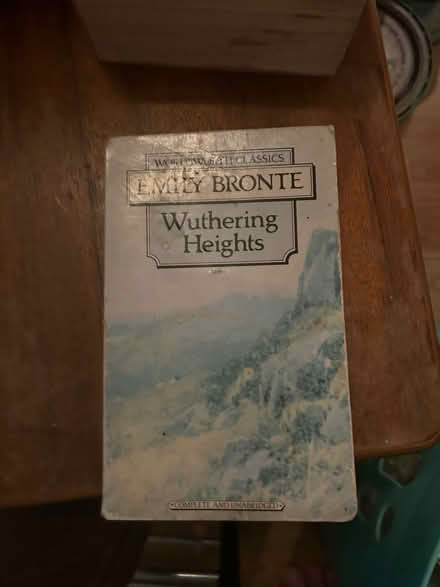 WORDSWORTH CLASSICS
EMILY BRONTE
Wuthering
Heights
COMPLETE AND UNABRIDGED